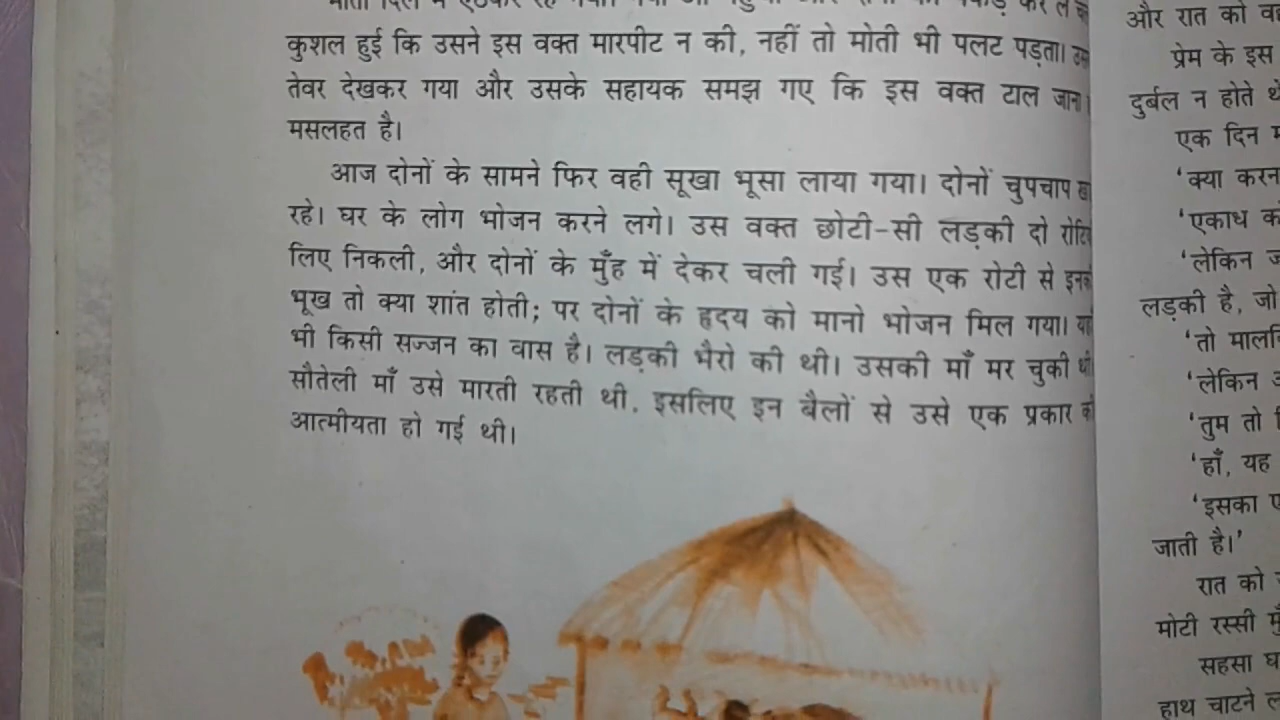 कुशल हुई कि उसने इस वक्त मारपीट न की, नहीं तो मोती भी पलट पड़ता।
तेवर देखकर गया और उसके सहायक समझ गए कि इस वक्त टाल जाना
मसलहत है।
आज दोनों के सामने फिर वही सूखा भूसा लाया गया। दोनों चुपचाप
रहे। घर के लोग भोजन करने लगे। उस वक्त छोटी-सी लड़की दो
लिए निकली, और दोनों के मुँह में देकर चली गई। उस एक रोटी से
भूख तो क्या शांत होती; पर दोनों के हृदय को मानो भोजन मिल गया।
भी किसी सज्जन का वास है। लड़की भैरो की थी। उसकी माँ मर चुकी थी
सौतेली माँ उसे मारती रहती थी, इसलिए इन बैलों से उसे एक प्रकार की
आत्मीयता हो गई थी।
और रात को
प्रेम के इस
दुर्बल न होते
एक दिन
'क्या करना
'एकाध
'लेकिन
लड़की है, जो
'तो
'लेकिन
'तुम तो
'हाँ, यह
'इसका
जाती है।'
रात को
मोटी रस्सी
सहसा
हाथ चाटने